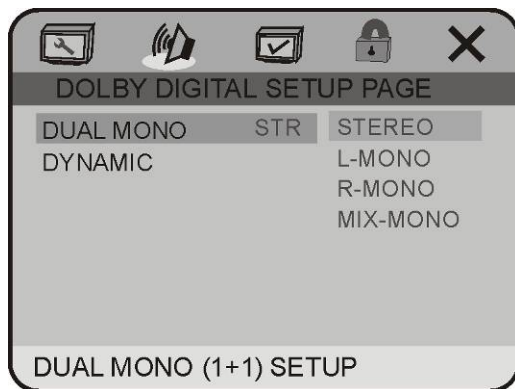 DOLBY DIGITAL SETUP PAGE
DUAL MONO STR STEREO
DYNAMIC L-MONO
R-MONO
MIX-MONO
DUAL MONO (1+1) SETUP